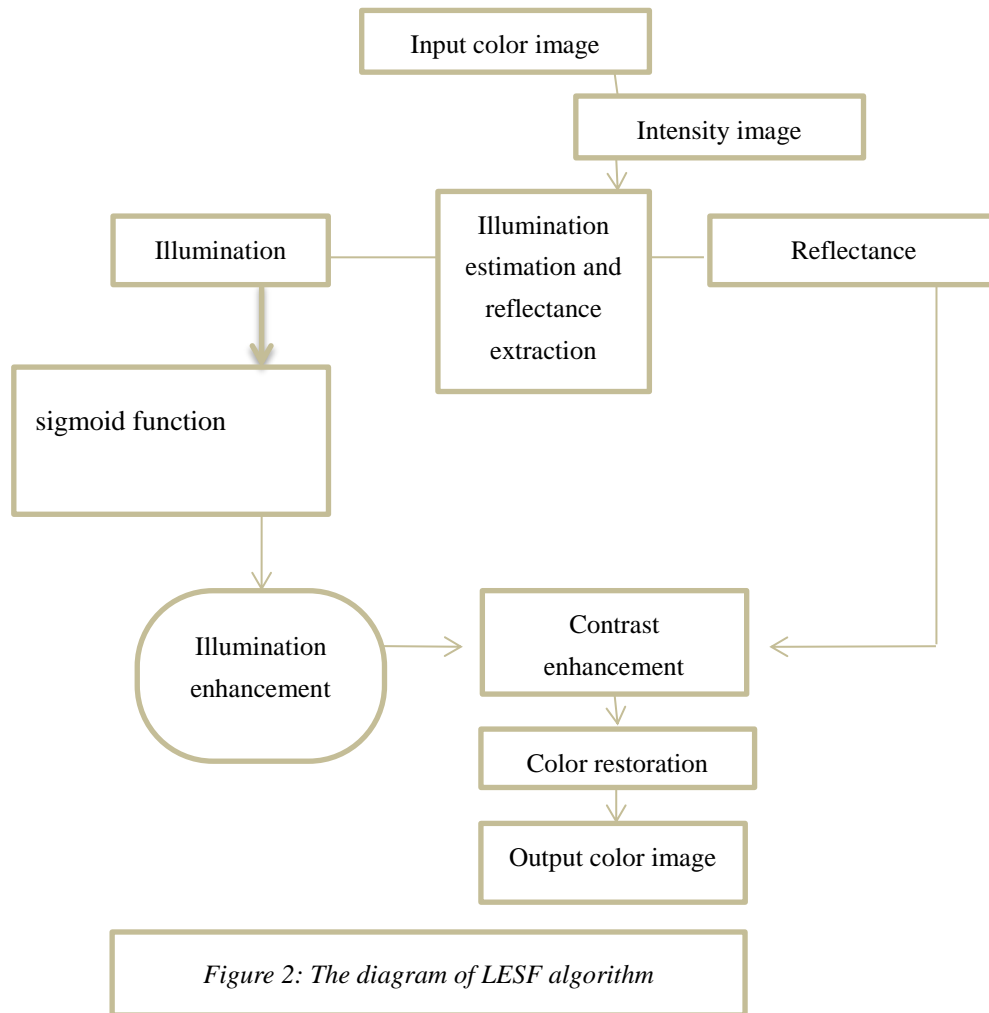 Input color image
Intensity image
Illumination
estimation and
reflectance
extraction
Illumination
Reflectance
sigmoid function
Illumination
enhancement
Contrast
enhancement
Color restoration
Output color image
Figure 2: The diagram of LESF algorithm